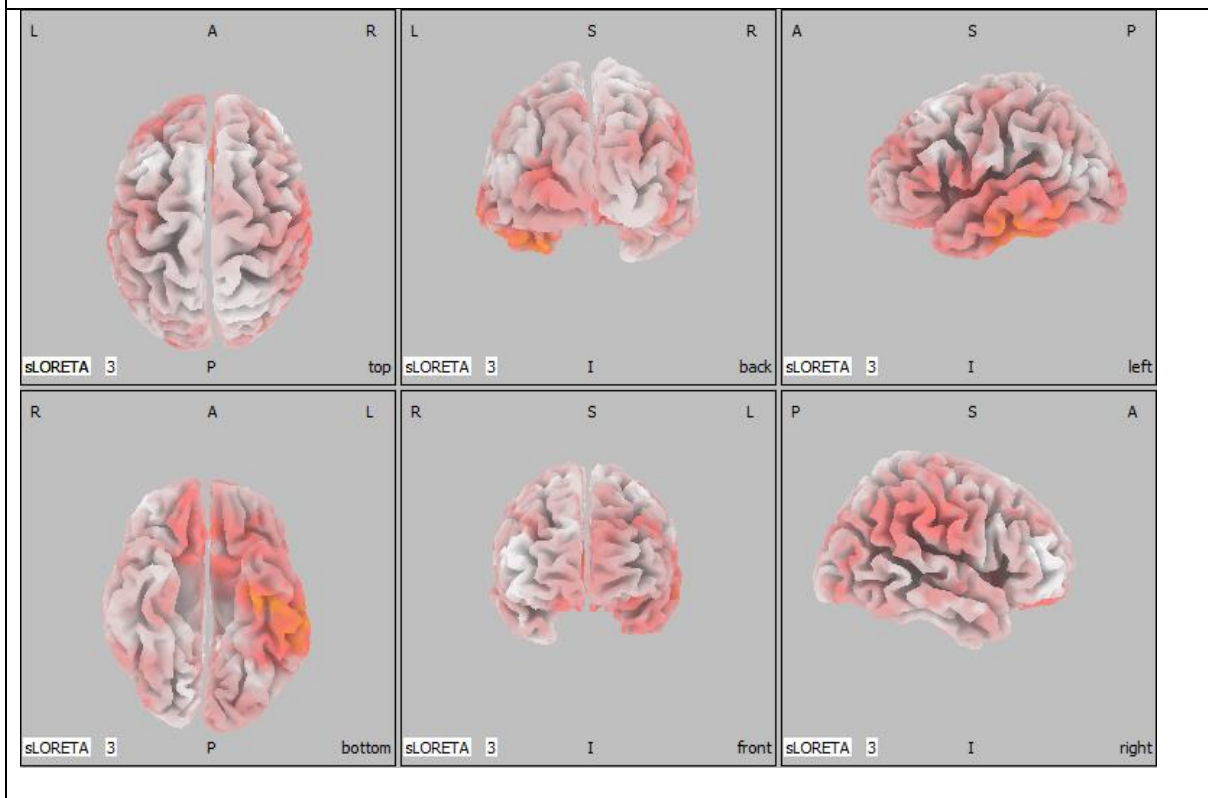 L A R
L S R
A S P
sLORETA 3 P top
sLORETA 3 I back
sLORETA 3 I left
R A L
R S L
P S A
sLORETA 3 P bottom
sLORETA 3 I front
sLORETA 3 I right